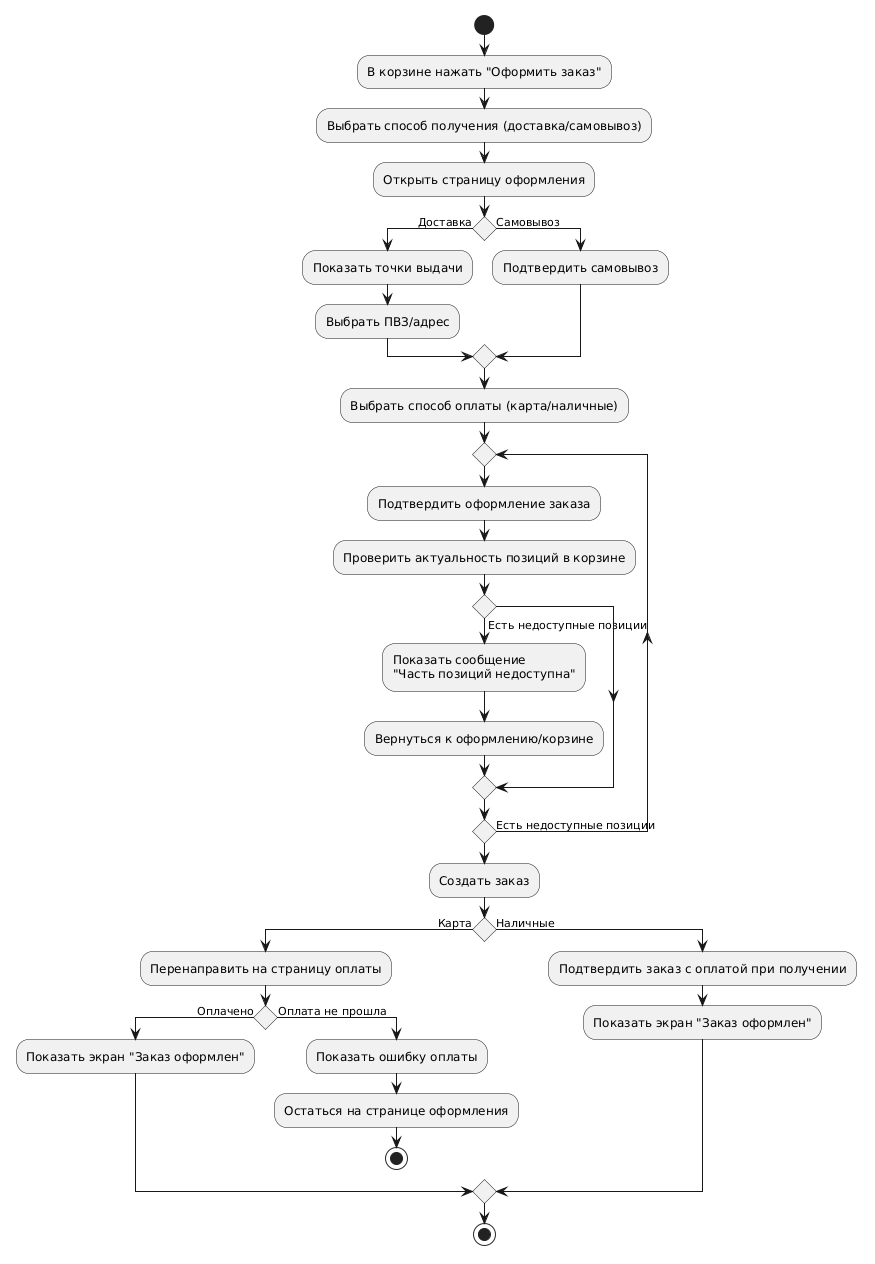 В корзине нажать "Оформить заказ"
Выбрать способ получения (доставка/самовывоз)
Открыть страницу оформления
Доставка
Самовывоз
Показать точки выдачи
Подтвердить самовывоз
Выбрать ПВЗ/адрес
Выбрать способ оплаты (карта/наличные)
Подтвердить оформление заказа
Проверить актуальность позиций в корзине
Есть недоступные позиции
Показать сообщение
"Часть позиций недоступна"
Вернуться к оформлению/корзине
Есть недоступные позиции
Создать заказ
Карта
Наличные
Перенаправить на страницу оплаты
Подтвердить заказ с оплатой при получении
Оплачено
Оплата не прошла
Показать экран "Заказ оформлен"
Показать экран "Заказ оформлен"
Показать ошибку оплаты
Остаться на странице оформления